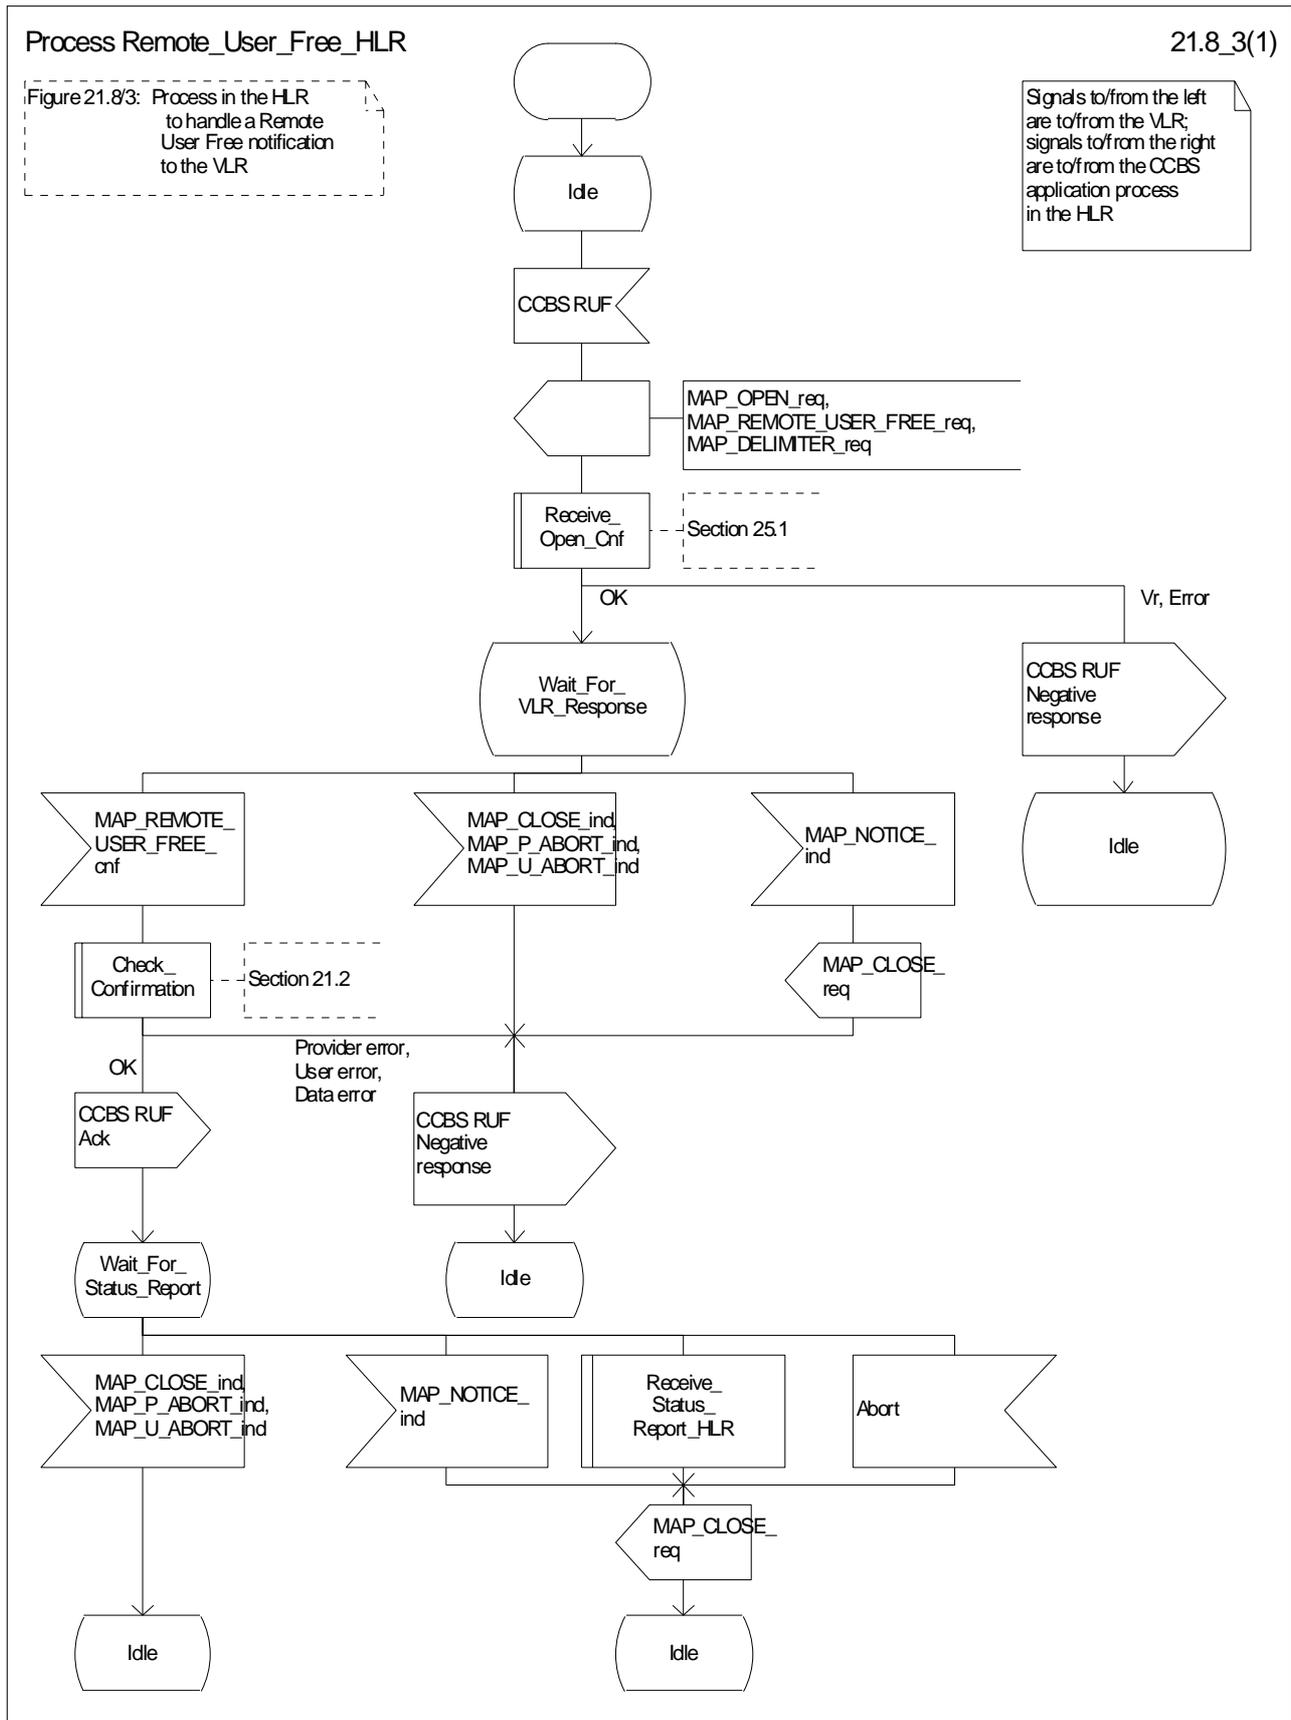 Process Remote_User_Free_HLR
21.8_3(1)
Figure 21.8/3: Process in the HLR
to handle a Remote
User Free notification
to the VLR
Signals to/from the left
are to/from the VLR;
signals to/from the right
are to/from the CCBS
application process
in the HLR
Idle
CCBS RUF
MAP_OPEN_req,
MAP_REMOTE_USER_FREE_req,
MAP_DELIMITER_req
Receive_
Open_Cnf
Section 25.1
OK
Vr, Error
Wait_For_
VLR_Response
CCBS RUF
Negative
response
MAP_REMOTE_
USER_FREE_
cnf
MAP_CLOSE_ind,
MAP_P_ABORT_ind,
MAP_U_ABORT_ind
MAP_NOTICE_
ind
Idle
Check_
Confirmation
Section 21.2
MAP_CLOSE_
req
OK
Provider error,
User error,
Data error
CCBS RUF
Ack
CCBS RUF
Negative
response
Wait_For_
Status_Report
Idle
MAP_CLOSE_ind,
MAP_P_ABORT_ind,
MAP_U_ABORT_ind
MAP_NOTICE_
ind
Receive_
Status_
Report_HLR
Abort
MAP_CLOSE_
req
Idle
Idle